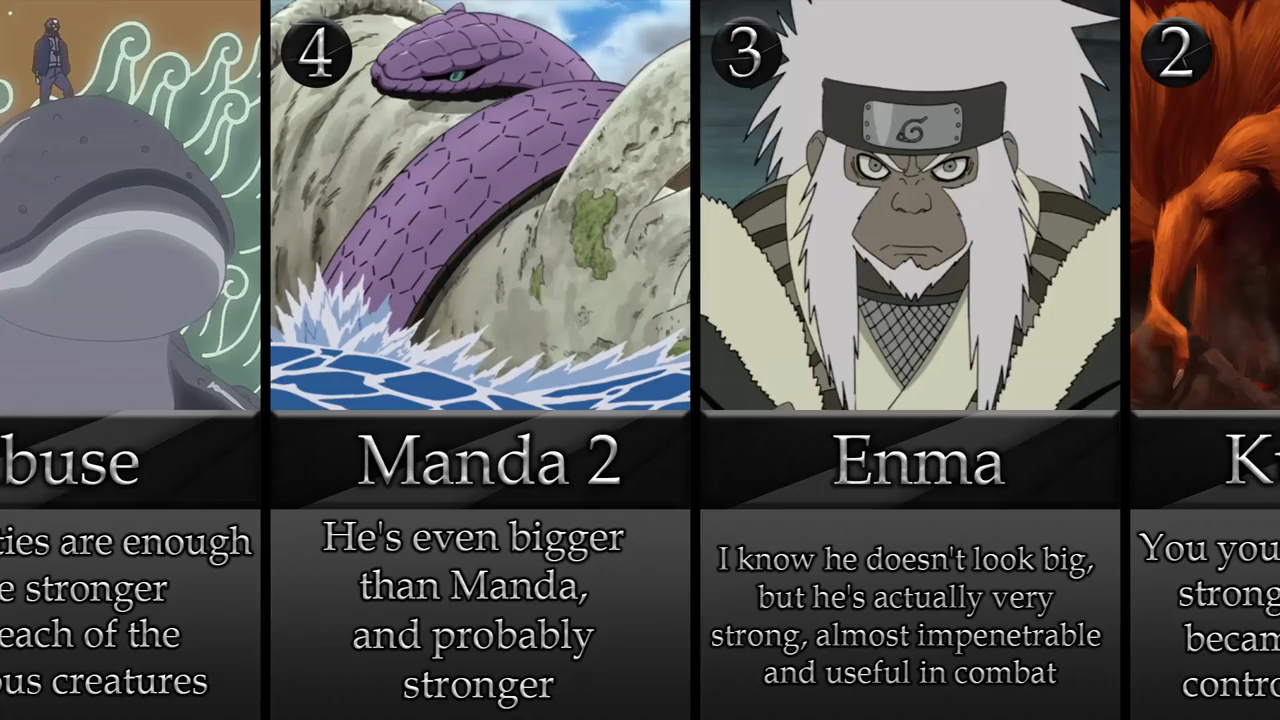 4
3
2
buse
Manda 2
Enma
ties are enough
stronger
each of the
ous creatures
He's even bigger
than Manda,
and probably
stronger
I know he doesn't look big,
but he's actually very
strong, almost impenetrable
and useful in combat
You you
strong
becam
contro